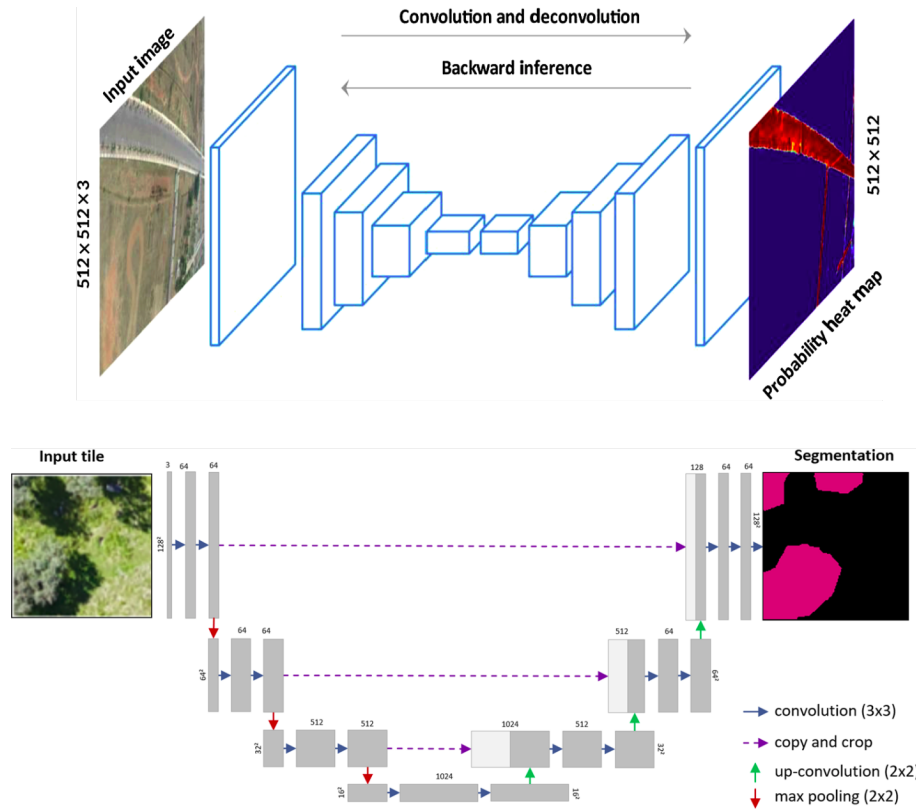 Convolution and deconvolution
Backward inference
Input image
512 × 512 × 3
512 × 512
Probability heat map
Input tile
Segmentation
3
64
64
128²
128
64
64
128²
64
64
64²
512
64
64²
512
512
32²
1024
512
32²
1024
16²
16²
convolution (3x3)
copy and crop
up-convolution (2x2)
max pooling (2x2)